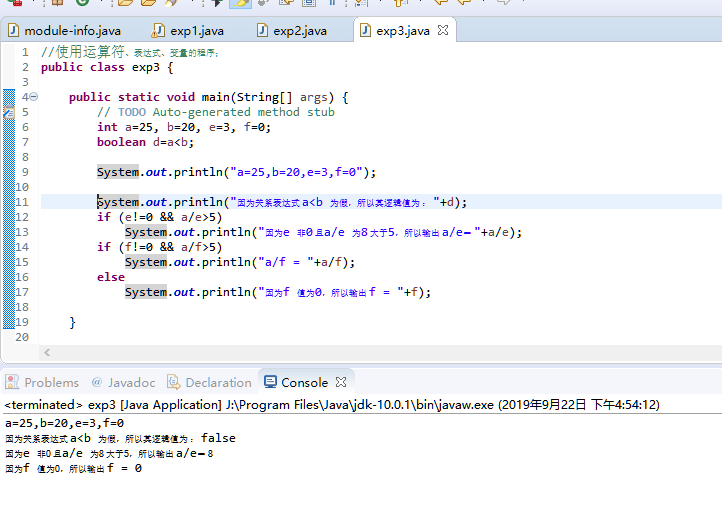 module-info.java exp1.java exp2.java exp3.java
1 //使用运算符、表达式、变量的程序；
2 public class exp3 {
3
4 public static void main(String[] args) {
5 // TODO Auto-generated method stub
6 int a=25, b=20, e=3, f=0;
7 boolean d=a<b;
8
9 System.out.println("a=25,b=20,e=3,f=0");
10
11 System.out.println("因为关系表达式a<b 为假，所以其逻辑值为："+d);
12 if (e!=0 && a/e>5)
13 System.out.println("因为e 非0且a/e 为8大于5，所以输出a/e="+a/e);
14 if (f!=0 && a/f>5)
15 System.out.println("a/f = "+a/f);
16 else
17 System.out.println("因为f 值为0，所以输出f = "+f);
18
19 }
20
Problems @ Javadoc Declaration Console
<terminated> exp3 [Java Application] J:\Program Files\Java\jdk-10.0.1\bin\javaw.exe (2019年9月22日 下午4:54:12)
a=25,b=20,e=3,f=0
因为关系表达式a<b 为假，所以其逻辑值为：false
因为e 非0且a/e 为8大于5，所以输出a/e=8
因为f 值为0，所以输出f = 0